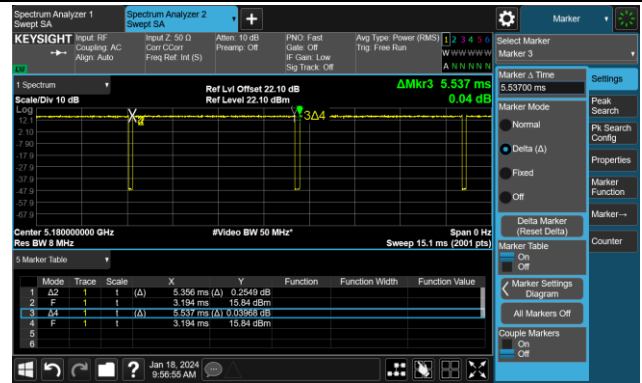 Spectrum Analyzer 1
Swept SA
Spectrum Analyzer 2
Swept SA
Marker
KEYSIGHT
Input: RF
Coupling: AC
Align: Auto
Input Z: 50 Ω
Corr CCorr
Freq Ref: Int (S)
Atten: 10 dB
Preamp: Off
PNO: Fast
Gate: Off
IF Gain: Low
Sig Track: Off
Avg Type: Power (RMS)
Trig: Free Run
1 2 3 4 5 6
W W W W W W
A N N N N N
Select Marker
Marker 3
1 Spectrum
Scale/Div 10 dB
Ref Lvl Offset 22.10 dB
Ref Level 22.10 dBm
ΔMkr3 5.537 ms
0.04 dB
Log
12.1
2.10
-7.90
-17.9
-27.9
-37.9
-47.9
-57.9
-67.9
3Δ4
Center 5.180000000 GHz
Res BW 8 MHz
#Video BW 50 MHz*
Span 0 Hz
Sweep 15.1 ms (2001 pts)
5 Marker Table
Mode Trace Scale X Y Function Function Width Function Value
1 Δ2 1 t (Δ) 5.356 ms (Δ) 0.2549 dB
2 F 1 t 3.194 ms 15.84 dBm
3 Δ4 1 t (Δ) 5.537 ms (Δ) 0.03968 dB
4 F 1 t 3.194 ms 15.84 dBm
5
6
Marker Δ Time
5.53700 ms
Marker Mode
Normal
Delta (Δ)
Fixed
Off
Delta Marker
(Reset Delta)
Marker Table
On
Off
Marker Settings
Diagram
All Markers Off
Couple Markers
On
Off
Settings
Peak
Search
Pk Search
Config
Properties
Marker
Function
Marker→
Counter
?
Jan 18, 2024
9:56:55 AM